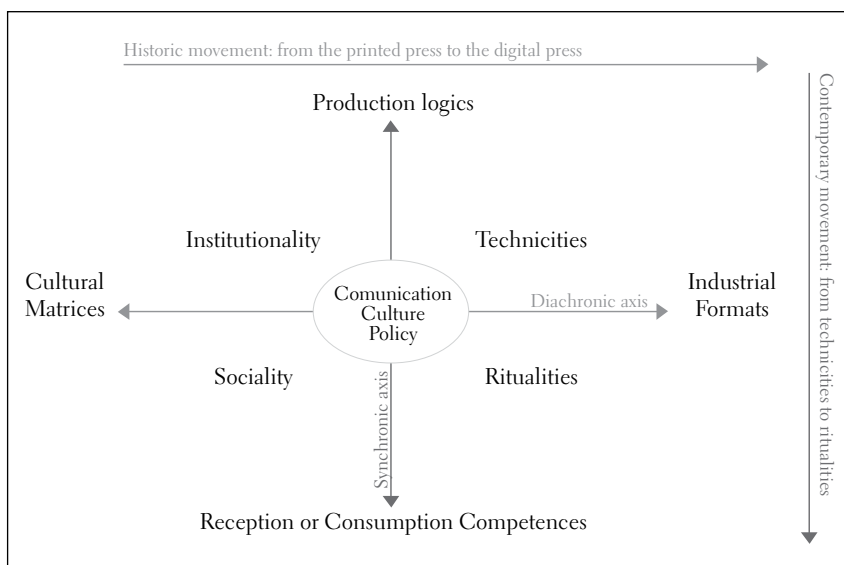 Historic movement: from the printed press to the digital press
Production logics
Contemporary movement: from technicities to ritualities
Institutionality
Technicities
Cultural
Matrices
Comunication
Culture
Policy
Diachronic axis
Industrial
Formats
Sociality
Ritualities
Synchronic axis
Reception or Consumption Competences